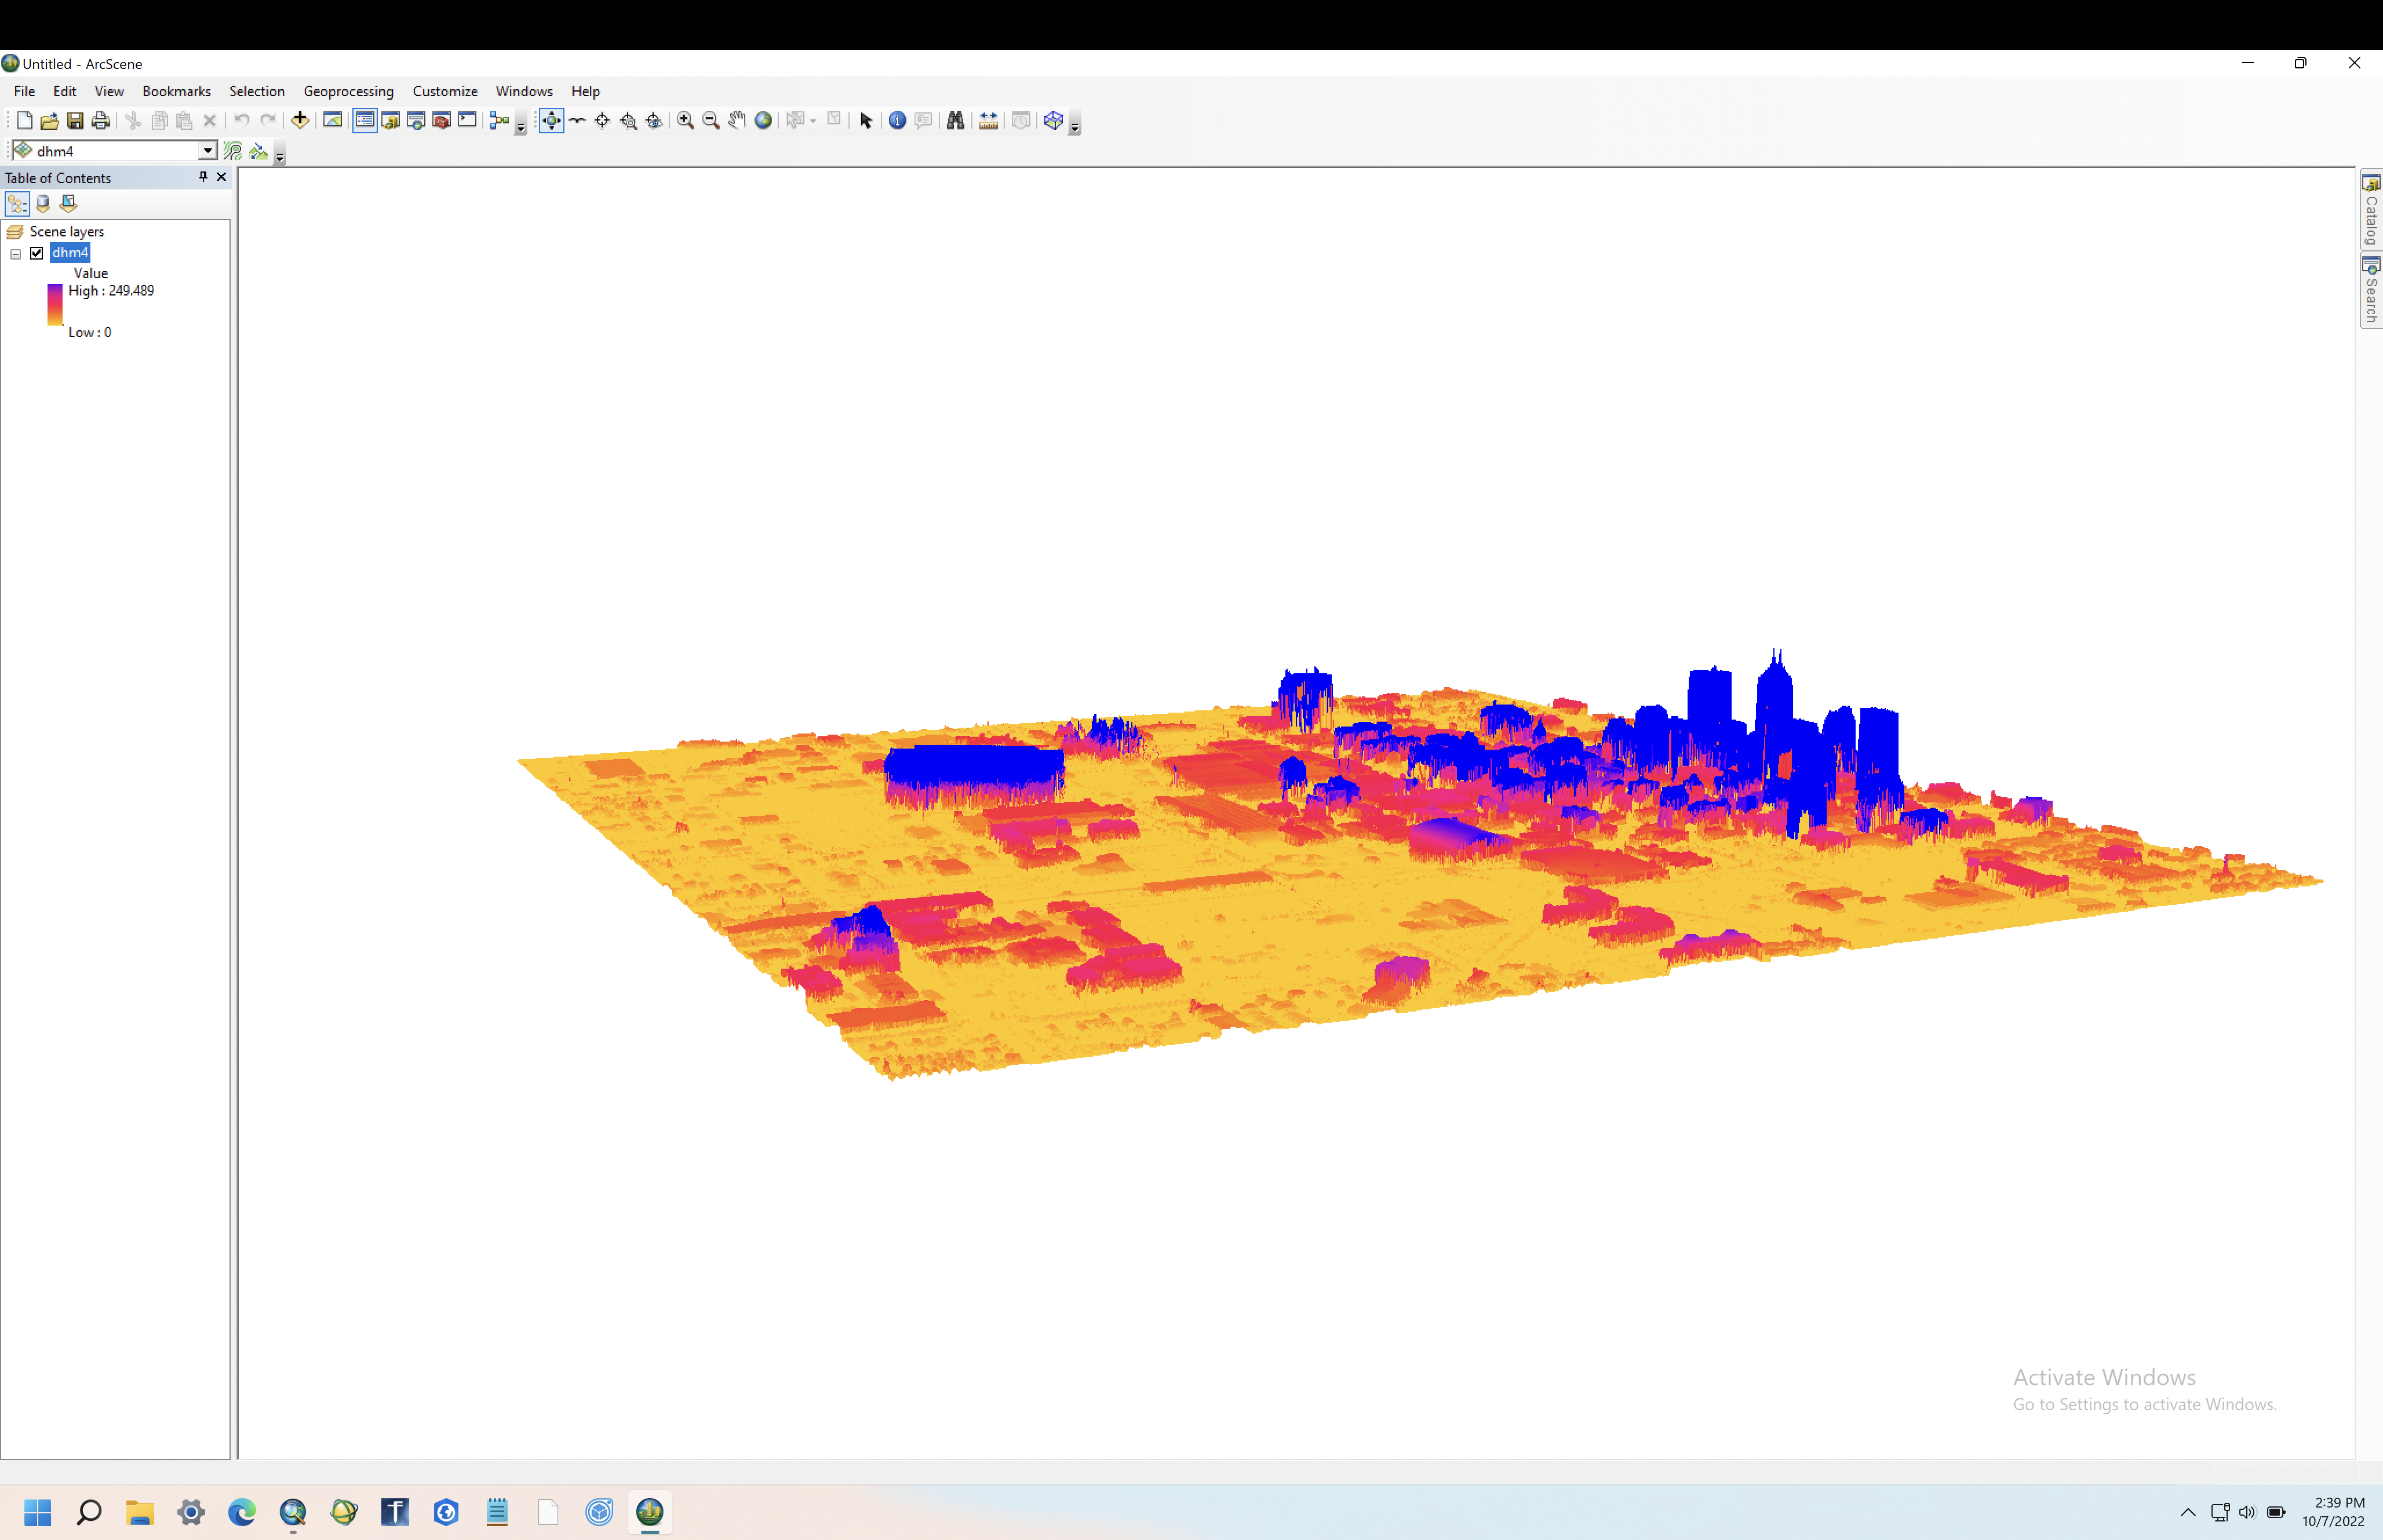 Untitled - ArcScene
File Edit View Bookmarks Selection Geoprocessing Customize Windows Help
dhm4
Table of Contents
Scene layers
dhm4
Value
High : 249.489
Low : 0
Catalog
Search
Activate Windows
Go to Settings to activate Windows.
2:39 PM
10/7/2022